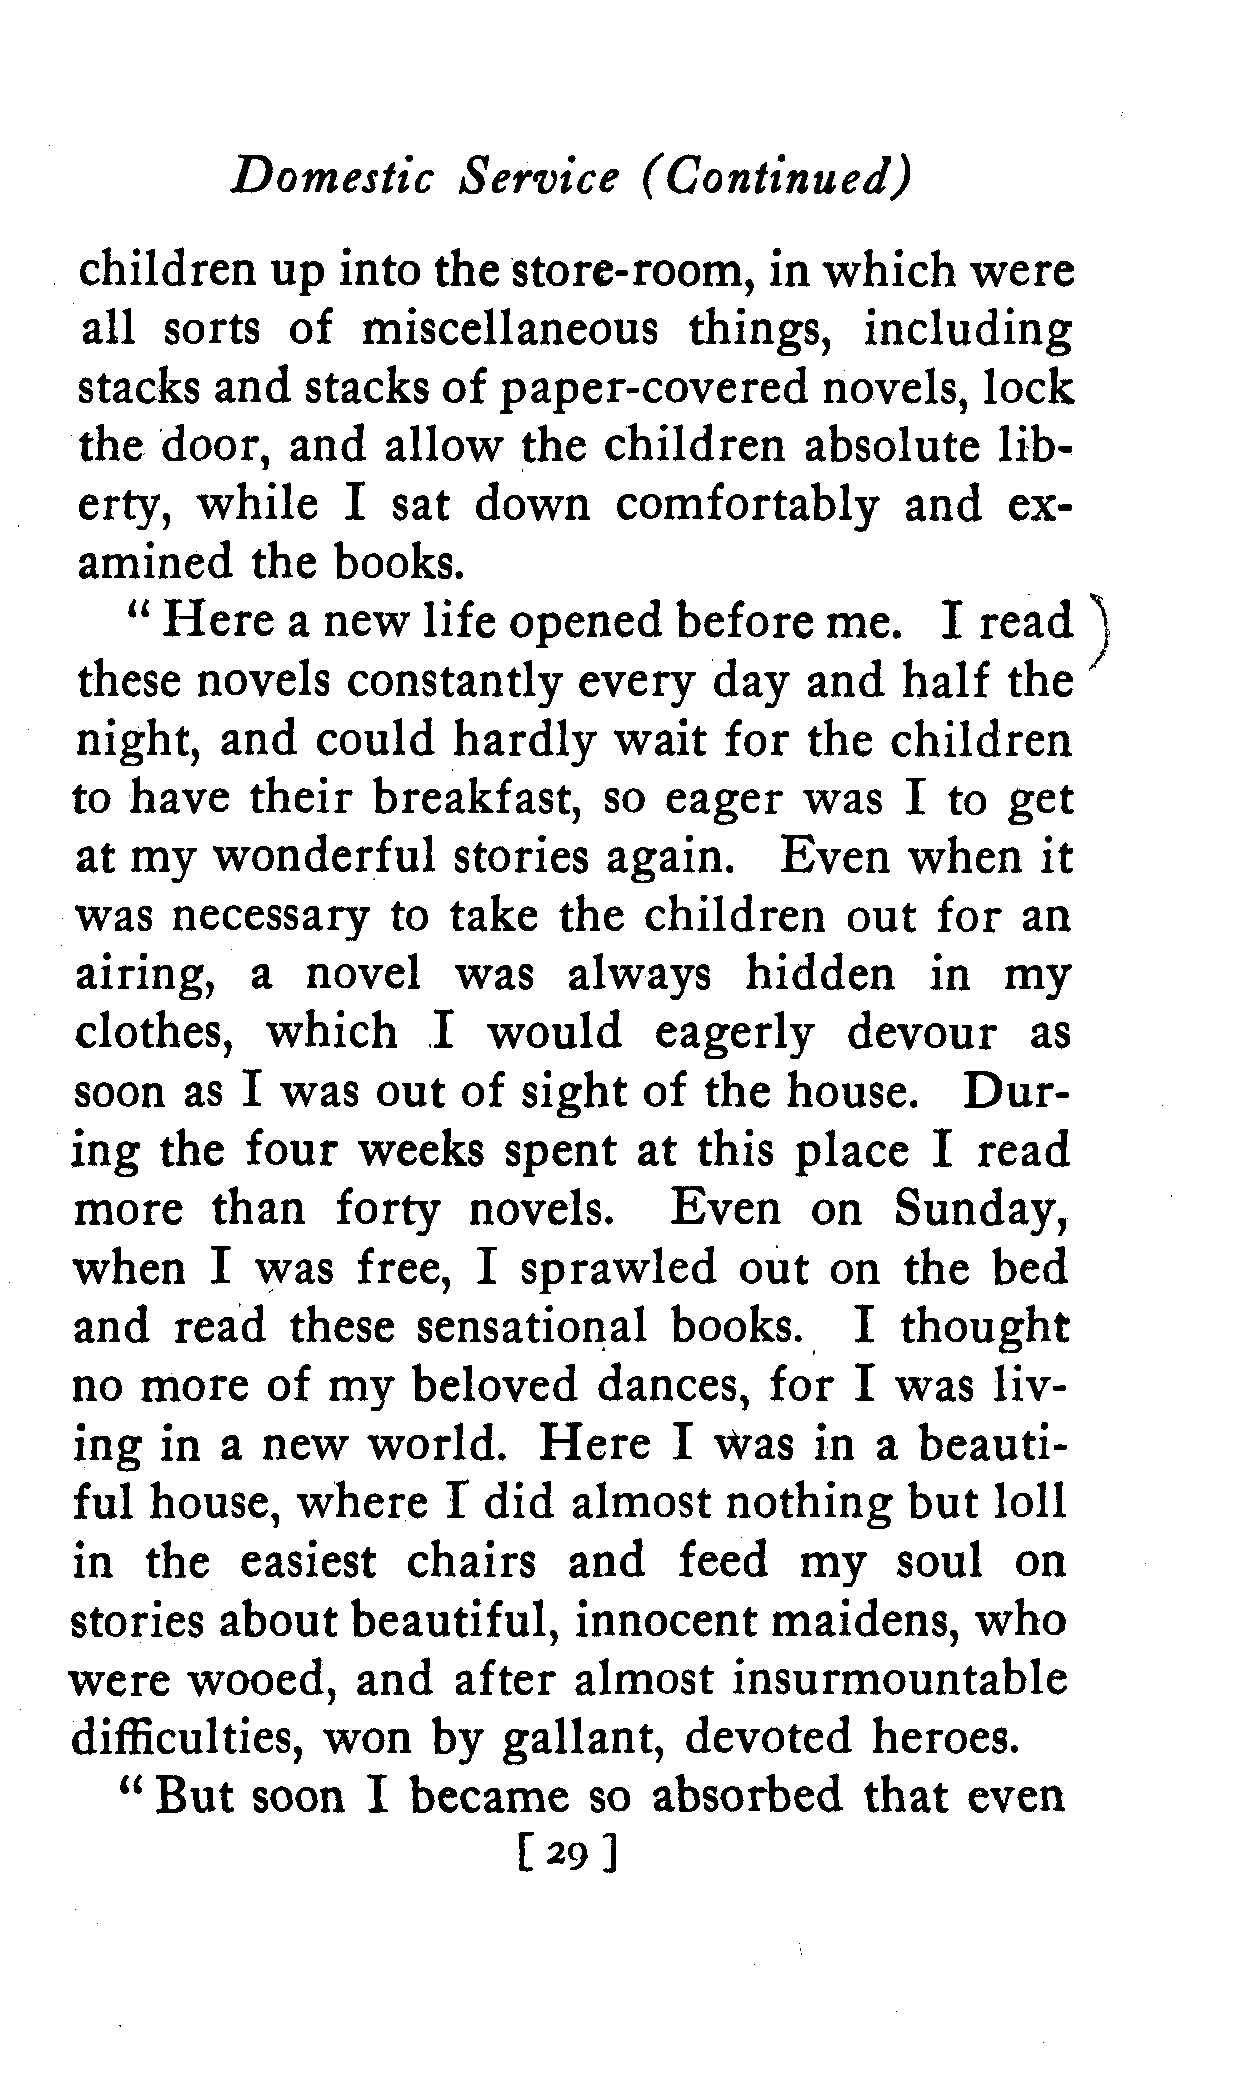 Domestic Service (Continued)
children up into the store-room, in which were
all sorts of miscellaneous things, including
stacks and stacks of paper-covered novels, lock
the door, and allow the children absolute lib-
erty, while I sat down comfortably and ex-
amined the books.
“ Here a new life opened before me. I read
these novels constantly every day and half the
night, and could hardly wait for the children
to have their breakfast, so eager was I to get
at my wonderful stories again. Even when it
was necessary to take the children out for an
airing, a novel was always hidden in my
clothes, which I would eagerly devour as
soon as I was out of sight of the house. Dur-
ing the four weeks spent at this place I read
more than forty novels. Even on Sunday,
when I was free, I sprawled out on the bed
and read these sensational books. I thought
no more of my beloved dances, for I was liv-
ing in a new world. Here I was in a beauti-
ful house, where I did almost nothing but loll
in the easiest chairs and feed my soul on
stories about beautiful, innocent maidens, who
were wooed, and after almost insurmountable
difficulties, won by gallant, devoted heroes.
“ But soon I became so absorbed that even
[ 29 ]